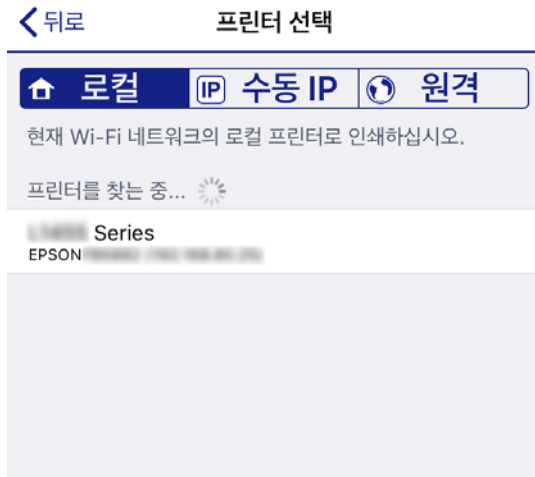 뒤로 프린터 선택
로컬 IP 수동 IP 원격
현재 Wi-Fi 네트워크의 로컬 프린터로 인쇄하십시오.
프린터를 찾는 중...
Series
EPSON